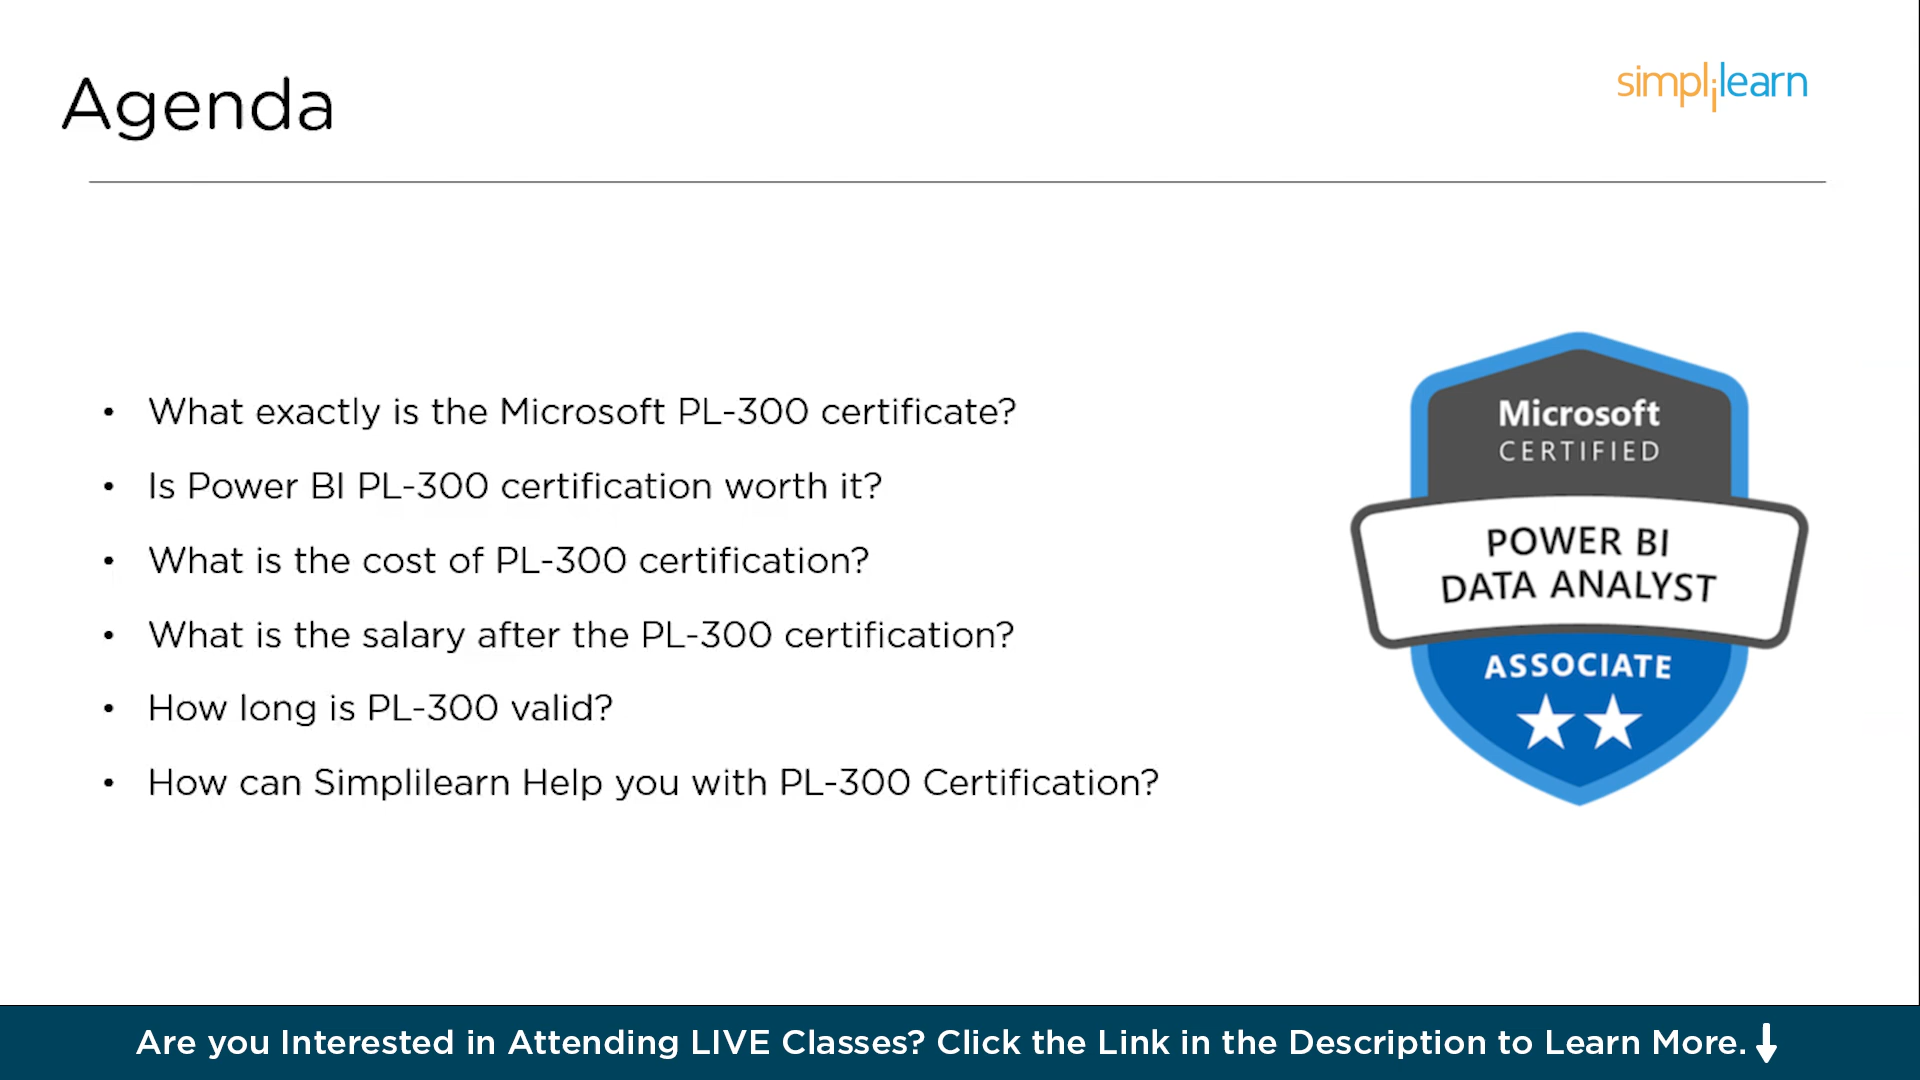 Agenda
simplilearn
• What exactly is the Microsoft PL-300 certificate?
• Is Power BI PL-300 certification worth it?
• What is the cost of PL-300 certification?
• What is the salary after the PL-300 certification?
• How long is PL-300 valid?
• How can Simplilearn Help you with PL-300 Certification?
Microsoft
CERTIFIED
POWER BI
DATA ANALYST
ASSOCIATE
Are you Interested in Attending LIVE Classes? Click the Link in the Description to Learn More.